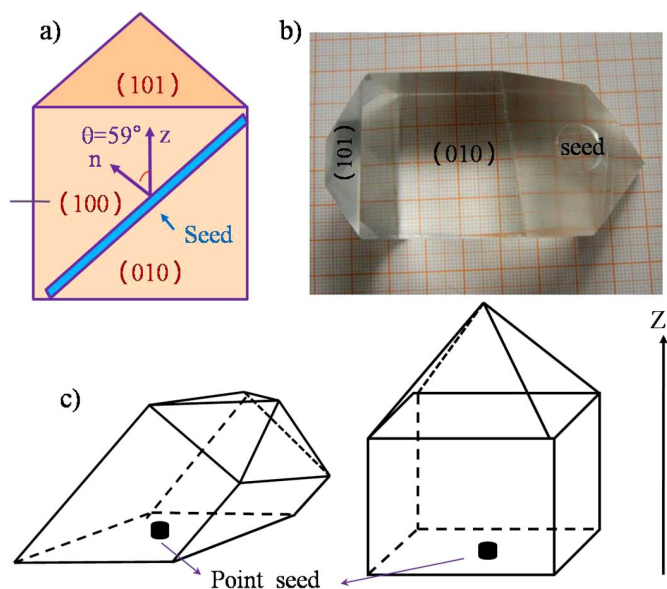 a)
(101)
θ=59°
z
n
(100)
Seed
(010)
b)
(101)
(010)
seed
c)
Z
Point seed